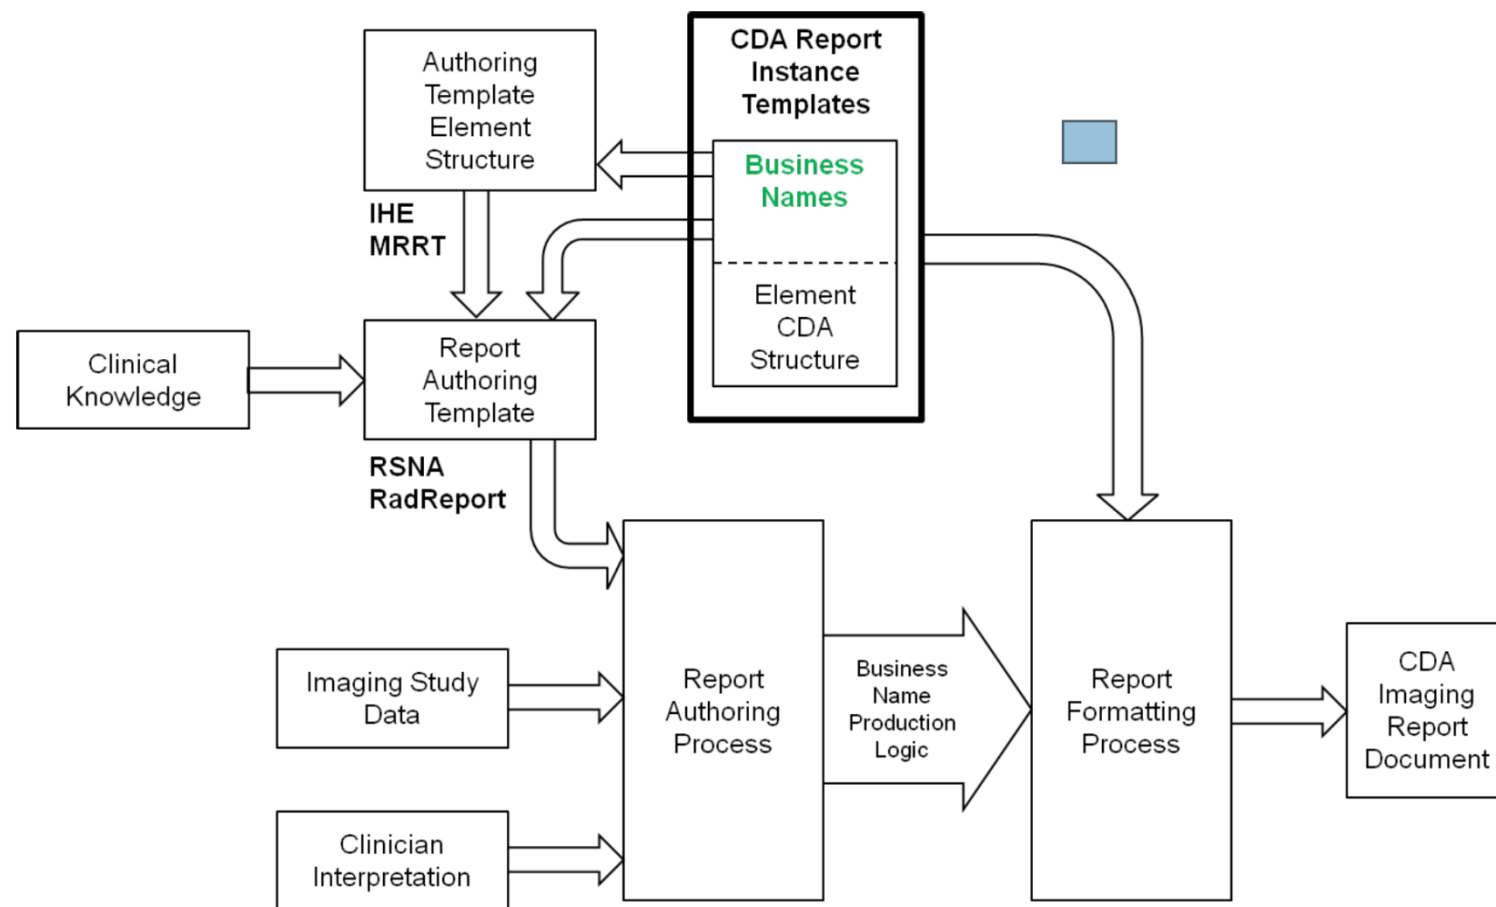 Authoring
Template
Element
Structure
IHE
MRRT
CDA Report
Instance
Templates
Business
Names
Element
CDA
Structure
Clinical
Knowledge
Report
Authoring
Template
RSNA
RadReport
Imaging Study
Data
Clinician
Interpretation
Report
Authoring
Process
Business
Name
Production
Logic
Report
Formatting
Process
CDA
Imaging
Report
Document